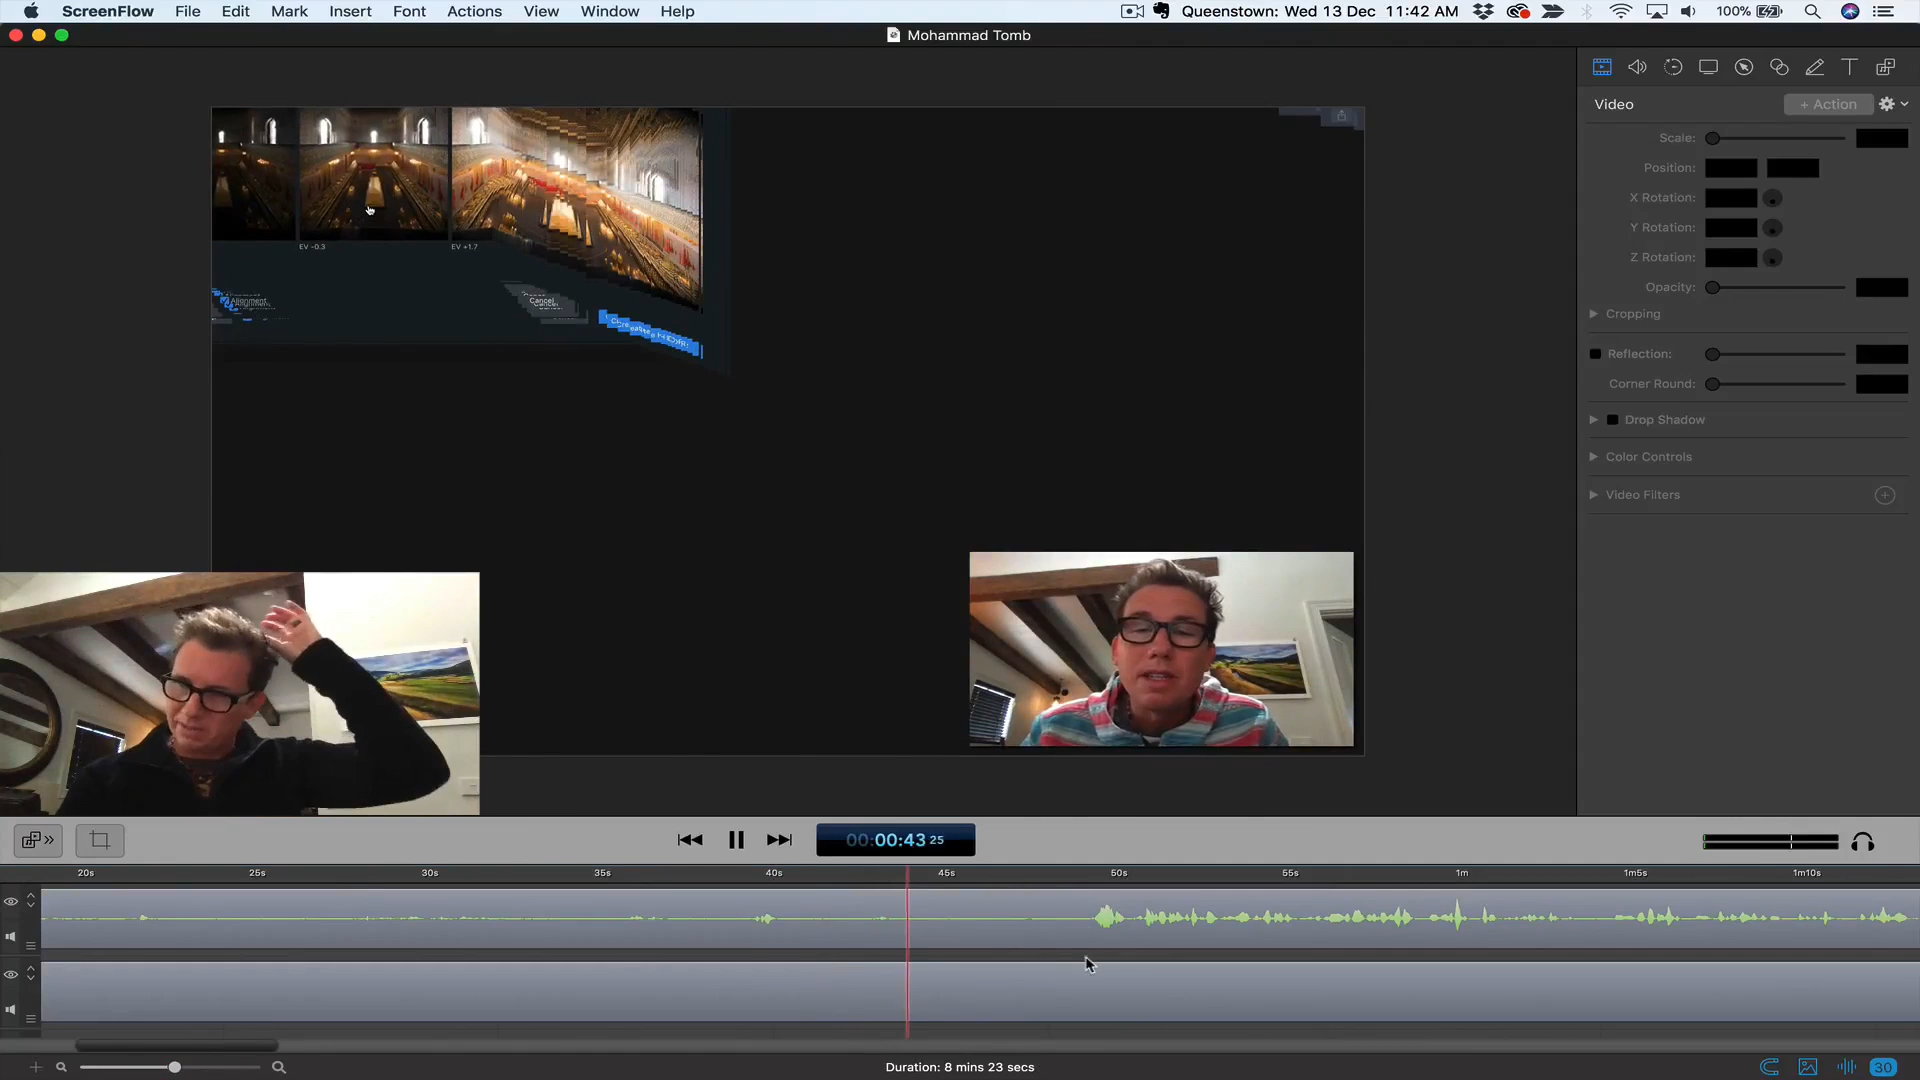 ScreenFlow File Edit Mark Insert Font Actions View Window Help Queenstown: Wed 13 Dec 11:42 AM 100%
Mohammad Tomb
Video + Action
Scale:
Position:
X Rotation:
Y Rotation:
Z Rotation:
Opacity:
Cropping
Reflection:
Corner Round:
Drop Shadow
Color Controls
Video Filters
EV -0.3 EV +1.7
Alignment
Cancel
00:00:43 25
20s 25s 30s 35s 40s 45s 50s 55s 1m 1m5s 1m10s
Duration: 8 mins 23 secs
30